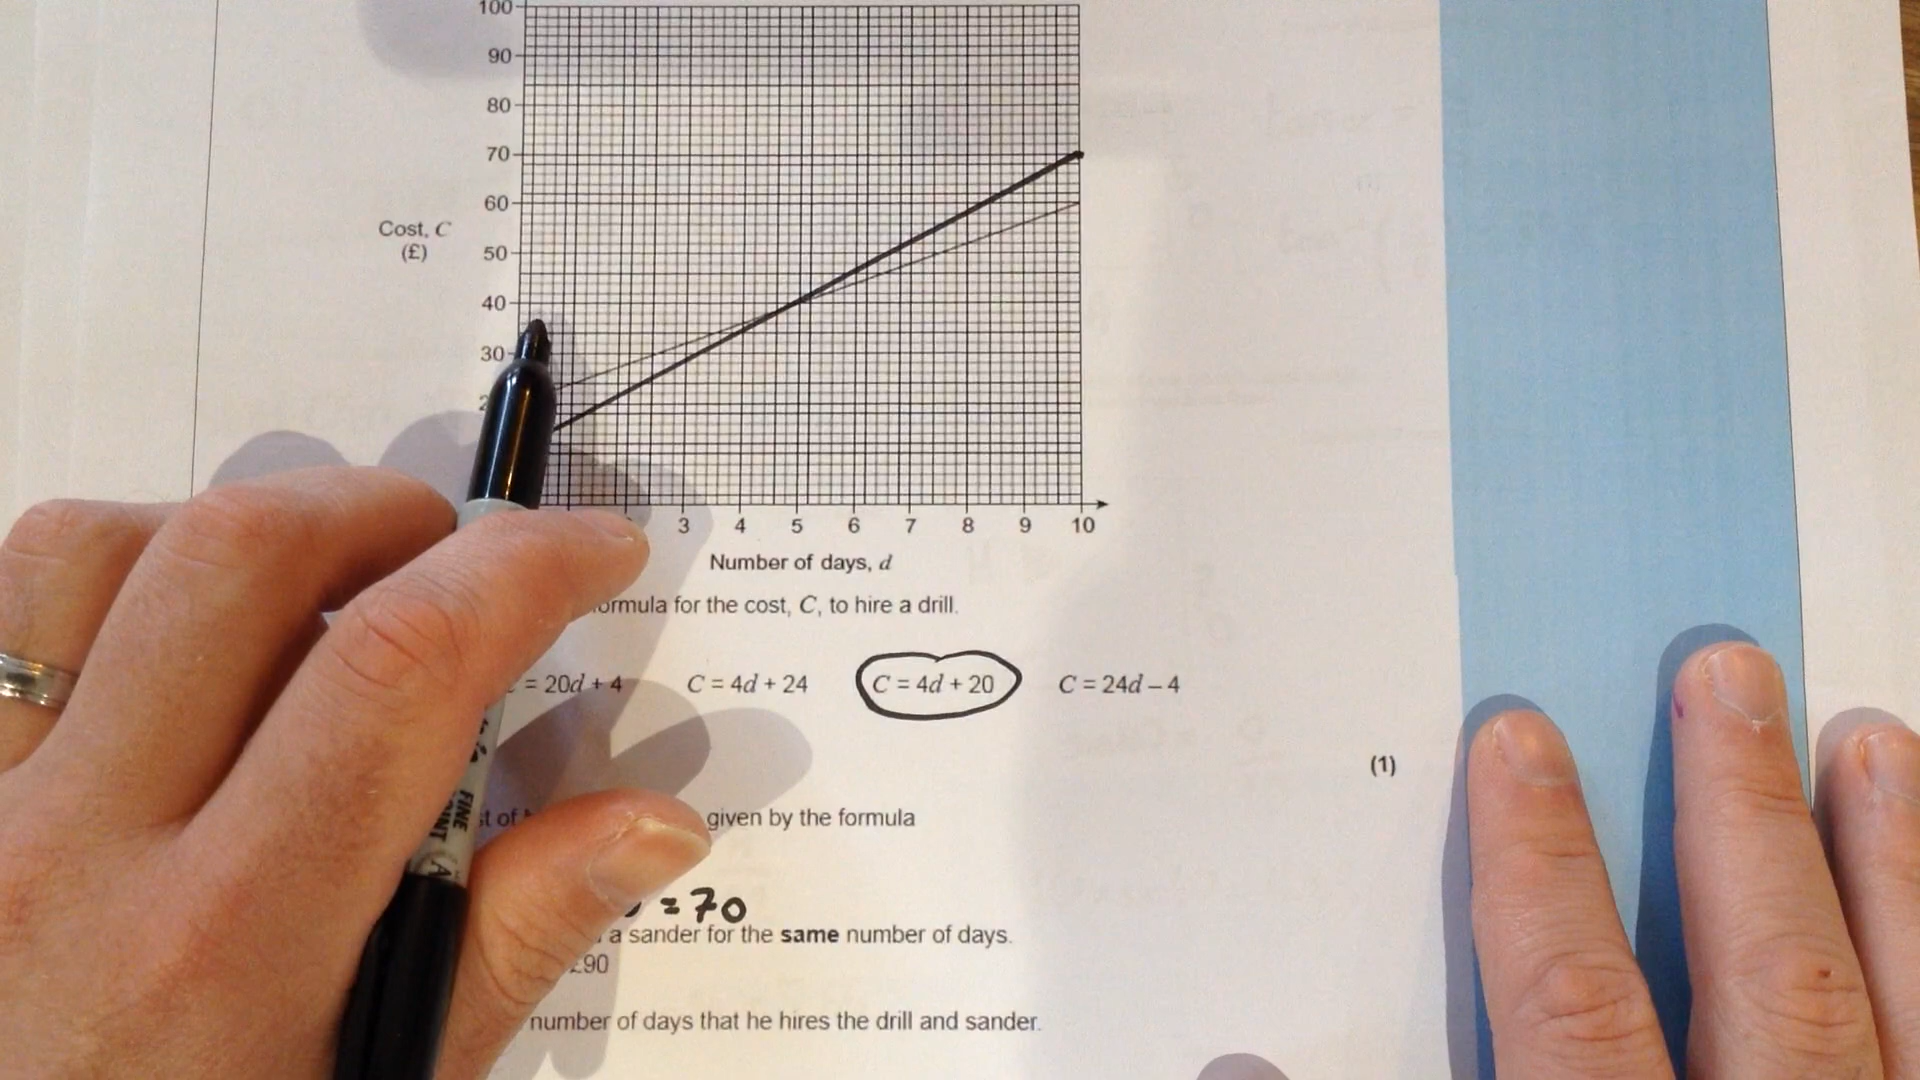 100
90
80
70
60
Cost, C
(£)
50
40
30
3 4 5 6 7 8 9 10
Number of days, d
formula for the cost, C, to hire a drill.
= 20d + 4 C = 4d + 24 C = 4d + 20 C = 24d – 4
(1)
of given by the formula
= 70
a sander for the same number of days.
£90
number of days that he hires the drill and sander.
FINE